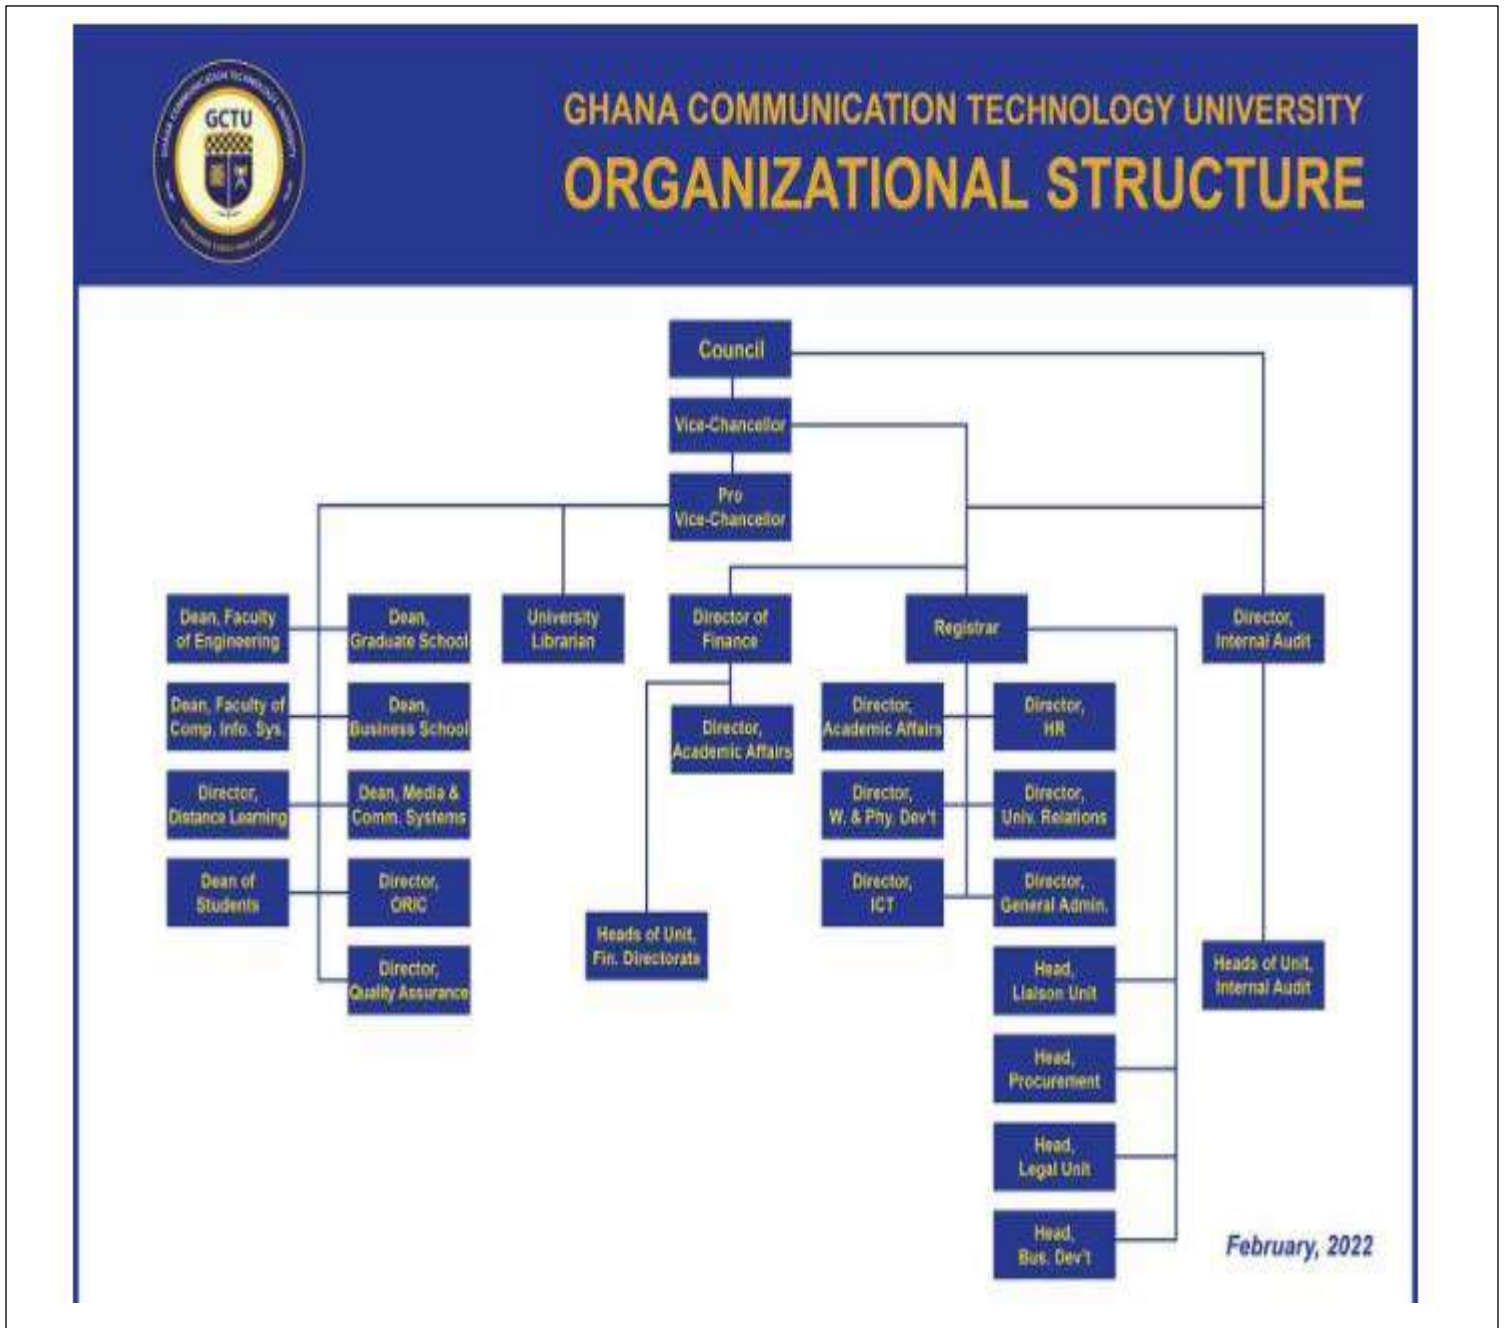 GHANA COMMUNICATION TECHNOLOGY UNIVERSITY
GCTU
GHANA COMMUNICATION TECHNOLOGY UNIVERSITY
ORGANIZATIONAL STRUCTURE
Council
Vice-Chancellor
Pro
Vice-Chancellor
Dean, Faculty
of Engineering
Dean,
Graduate School
University
Librarian
Director of
Finance
Registrar
Director,
Internal Audit
Dean, Faculty of
Comp. Info. Sys.
Dean,
Business School
Director,
Academic Affairs
Director,
Academic Affairs
Director,
HR
Director,
Distance Learning
Dean, Media &
Comm. Systems
Director,
W. & Phy. Dev't
Director,
Univ. Relations
Dean of
Students
Director,
ORIC
Heads of Unit,
Fin. Directorate
Director,
ICT
Director,
General Admin.
Director,
Quality Assurance
Head,
Liaison Unit
Heads of Unit,
Internal Audit
Head,
Procurement
Head,
Legal Unit
Head,
Bus. Dev't
February, 2022